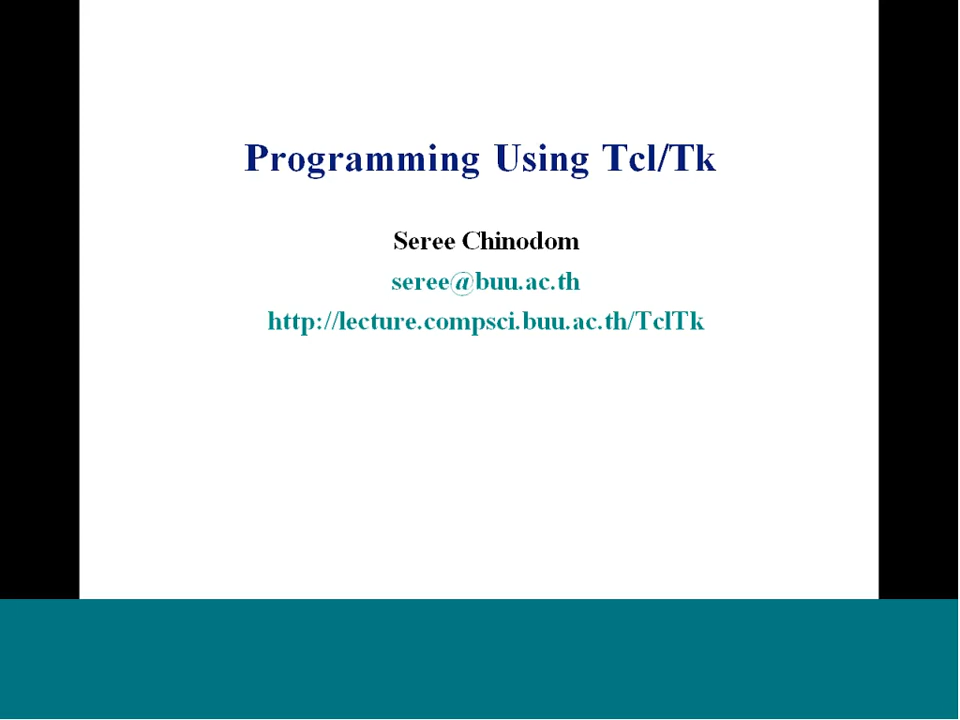 Programming Using Tcl/Tk
Seree Chinodom
seree@buu.ac.th
http://lecture.compsci.buu.ac.th/TclTk